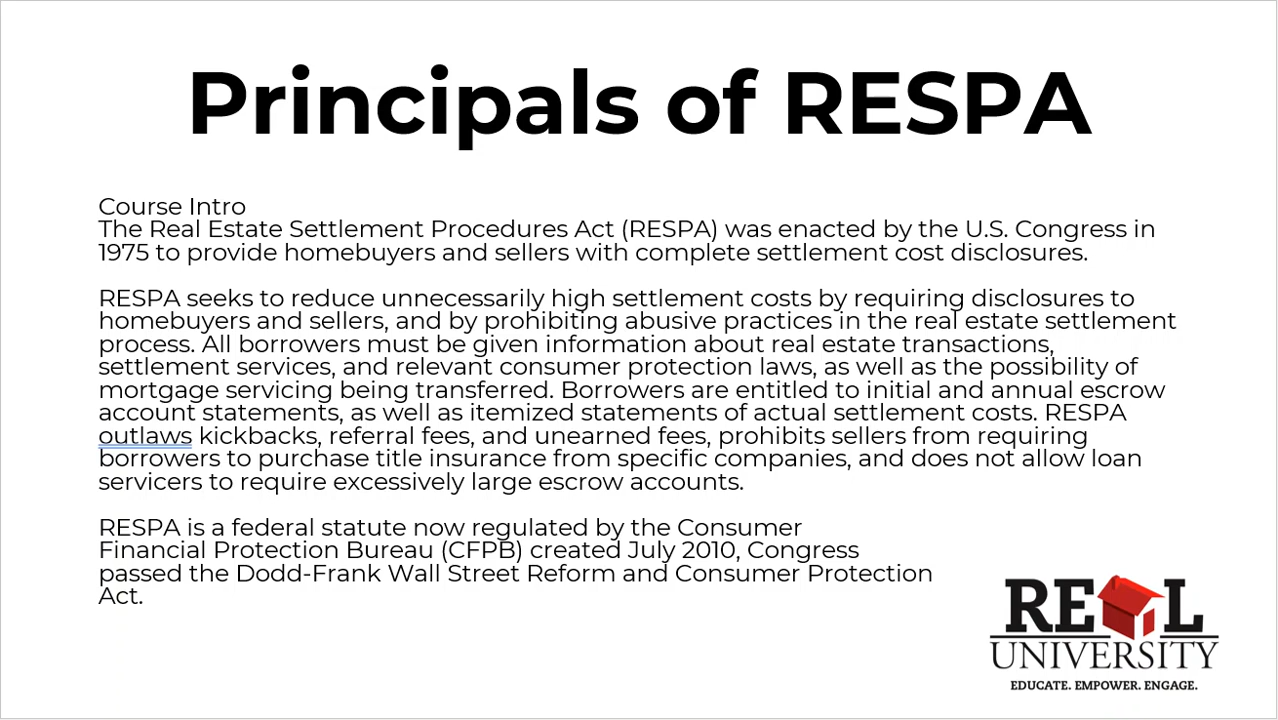 Principals of RESPA
Course Intro
The Real Estate Settlement Procedures Act (RESPA) was enacted by the U.S. Congress in
1975 to provide homebuyers and sellers with complete settlement cost disclosures.
RESPA seeks to reduce unnecessarily high settlement costs by requiring disclosures to
homebuyers and sellers, and by prohibiting abusive practices in the real estate settlement
process. All borrowers must be given information about real estate transactions,
settlement services, and relevant consumer protection laws, as well as the possibility of
mortgage servicing being transferred. Borrowers are entitled to initial and annual escrow
account statements, as well as itemized statements of actual settlement costs. RESPA
outlaws kickbacks, referral fees, and unearned fees, prohibits sellers from requiring
borrowers to purchase title insurance from specific companies, and does not allow loan
servicers to require excessively large escrow accounts.
RESPA is a federal statute now regulated by the Consumer
Financial Protection Bureau (CFPB) created July 2010, Congress
passed the Dodd-Frank Wall Street Reform and Consumer Protection
Act.
REAL
UNIVERSITY
EDUCATE. EMPOWER. ENGAGE.